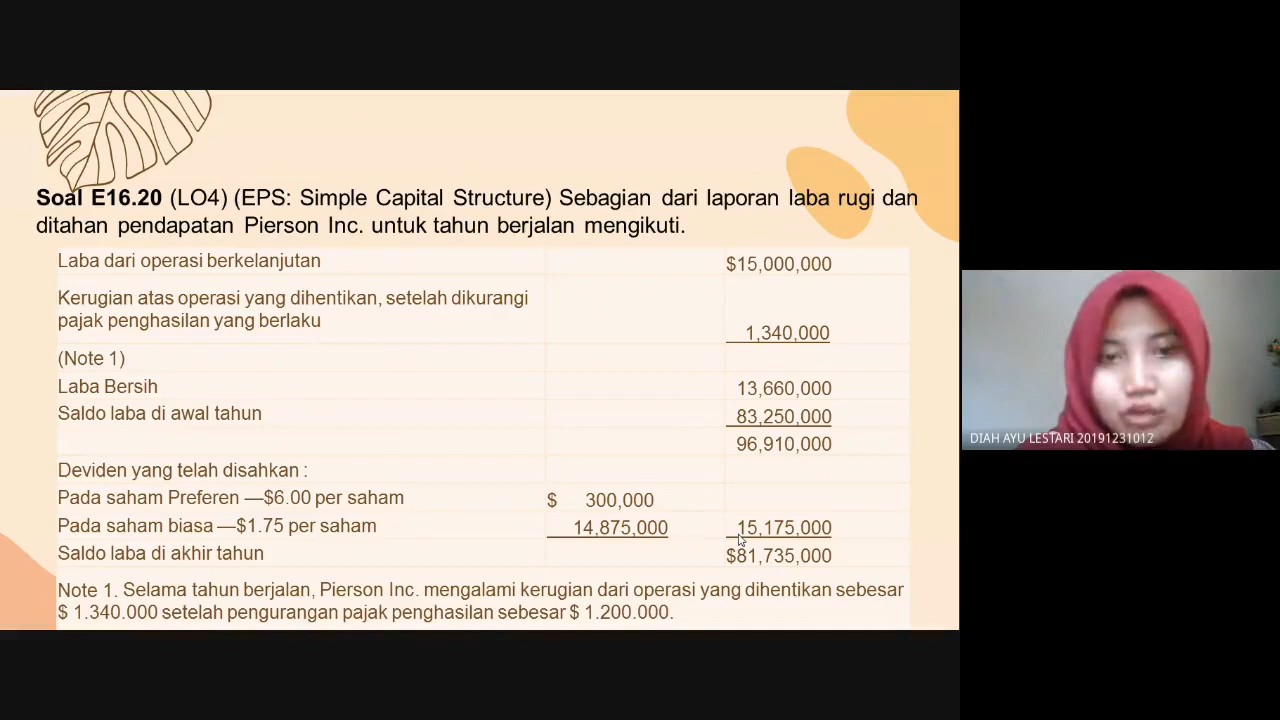 Soal E16.20 (LO4) (EPS: Simple Capital Structure) Sebagian dari laporan laba rugi dan
ditahan pendapatan Pierson Inc. untuk tahun berjalan mengikuti.
Laba dari operasi berkelanjutan $15,000,000
Kerugian atas operasi yang dihentikan, setelah dikurangi
pajak penghasilan yang berlaku 1,340,000
(Note 1)
Laba Bersih 13,660,000
Saldo laba di awal tahun 83,250,000
96,910,000
Deviden yang telah disahkan :
Pada saham Preferen —$6.00 per saham $ 300,000
Pada saham biasa —$1.75 per saham 14,875,000 15,175,000
Saldo laba di akhir tahun $81,735,000
Note 1. Selama tahun berjalan, Pierson Inc. mengalami kerugian dari operasi yang dihentikan sebesar
$ 1.340.000 setelah pengurangan pajak penghasilan sebesar $ 1.200.000.
DIAH AYU LESTARI 20191231012